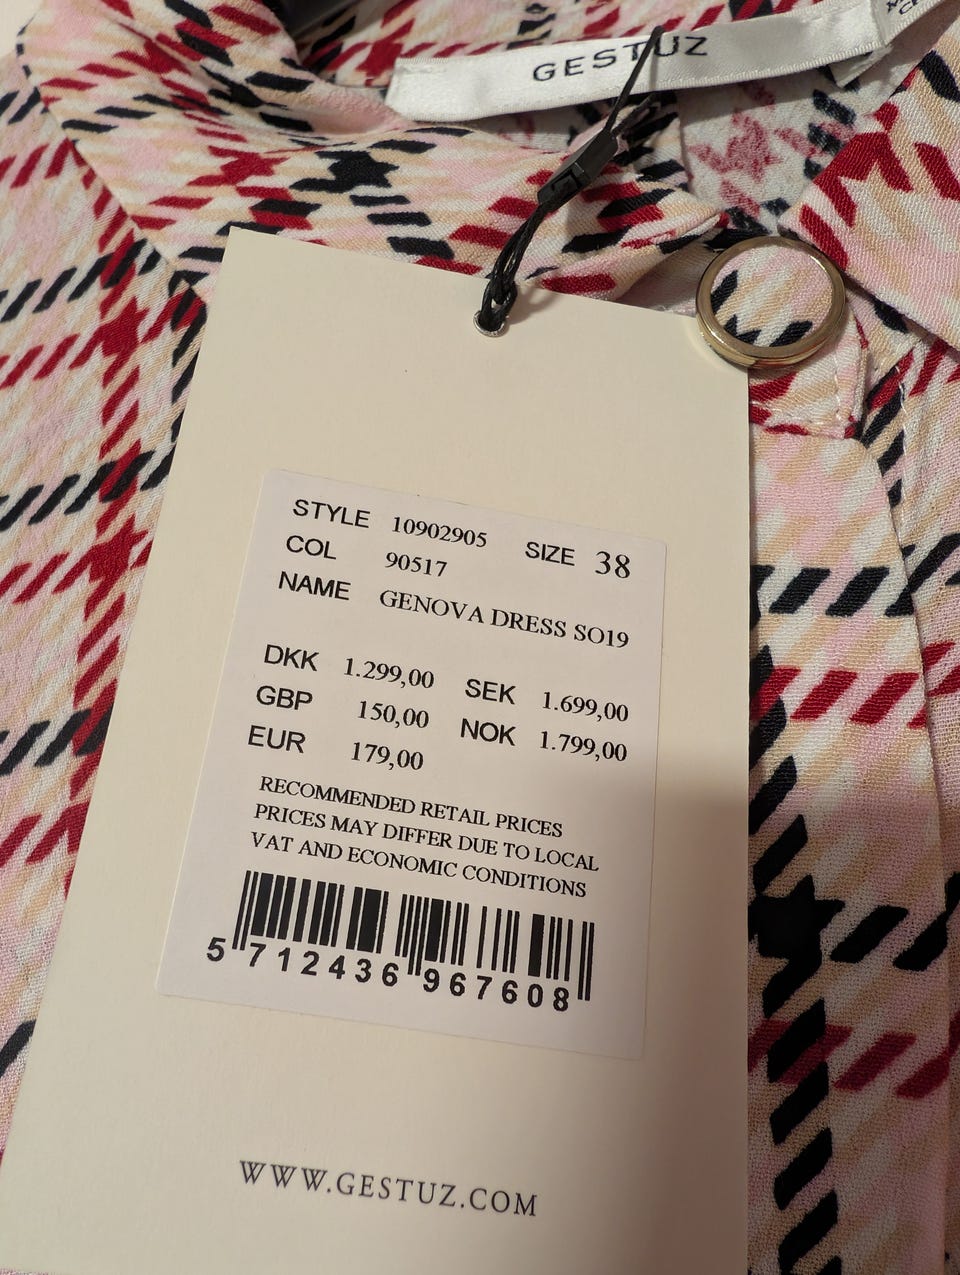 GESTUZ
STYLE 10902905 SIZE 38
COL 90517
NAME GENOVA DRESS SO19
DKK 1.299,00 SEK 1.699,00
GBP 150,00 NOK 1.799,00
EUR 179,00
RECOMMENDED RETAIL PRICES
PRICES MAY DIFFER DUE TO LOCAL
VAT AND ECONOMIC CONDITIONS
5 712436 967608
WWW.GESTUZ.COM